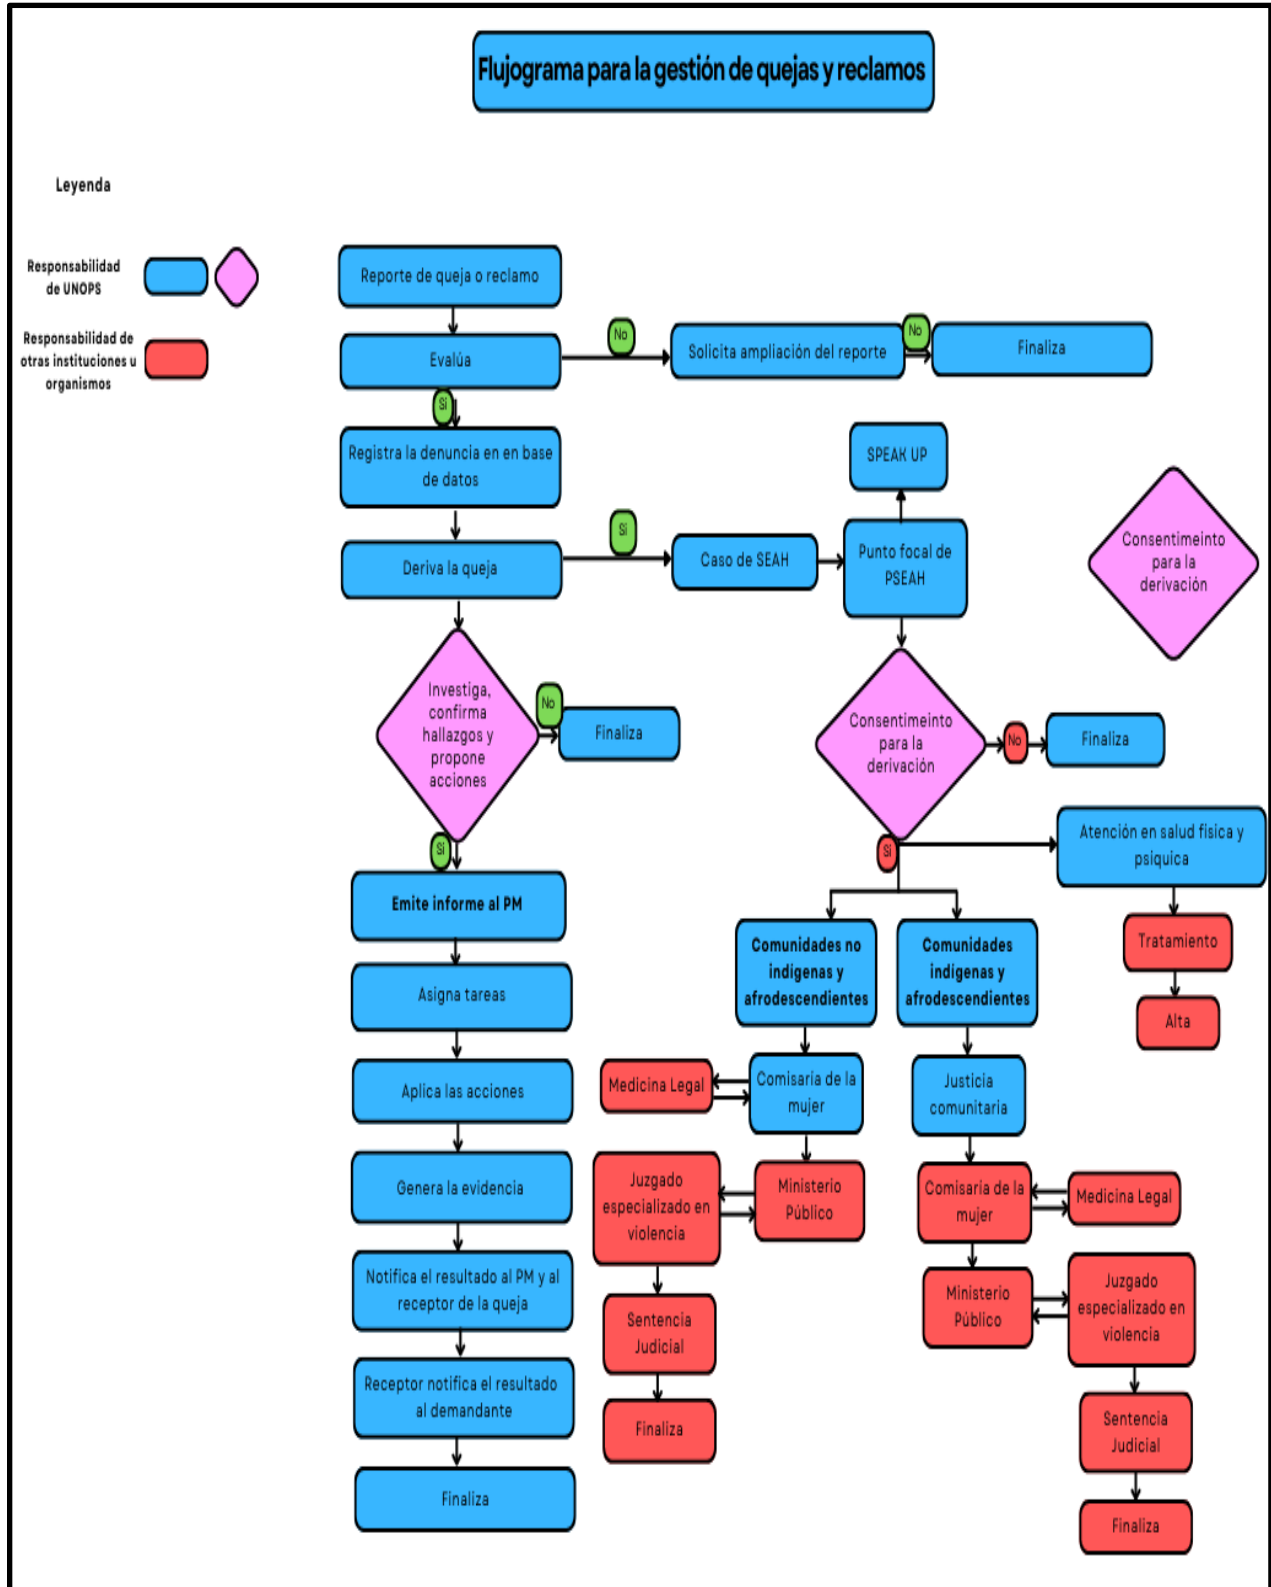 Flujograma para la gestión de quejas y reclamos
Leyenda
Responsabilidad
de UNOPS
Responsabilidad de
otras instituciones u
organismos
Reporte de queja o reclamo
Evalúa
No
Solicita ampliación del reporte
No
Finaliza
Sí
Registra la denuncia en en base
de datos
SPEAK UP
Deriva la queja
Sí
Caso de SEAH
Punto focal de
PSEAH
Consentimeinto
para la
derivación
Investiga,
confirma
hallazgos y
propone
acciones
No
Finaliza
Consentimeinto
para la
derivación
No
Finaliza
Sí
Sí
Atención en salud física y
psíquica
Tratamiento
Alta
Emite informe al PM
Asigna tareas
Aplica las acciones
Genera la evidencia
Notifica el resultado al PM y al
receptor de la queja
Receptor notifica el resultado
al demandante
Finaliza
Comunidades no
indígenas y
afrodescendientes
Comisaría de la
mujer
Medicina Legal
Ministerio
Público
Juzgado
especializado en
violencia
Sentencia
Judicial
Finaliza
Comunidades
indígenas y
afrodescendientes
Justicia
comunitaria
Comisaría de la
mujer
Medicina Legal
Ministerio
Público
Juzgado
especializado en
violencia
Sentencia
Judicial
Finaliza